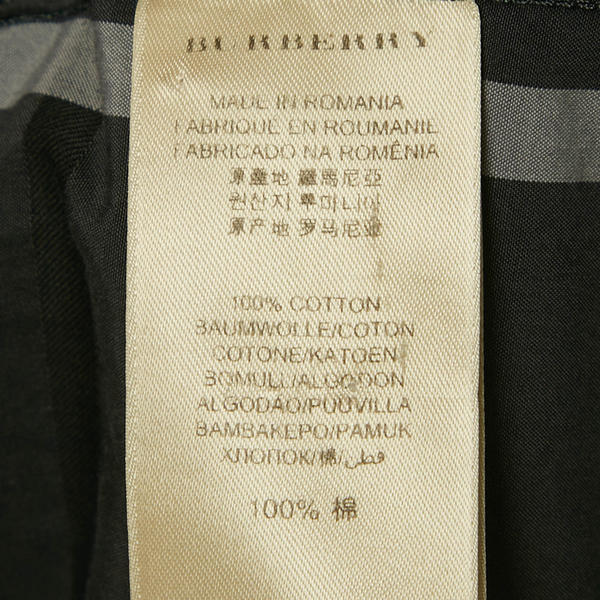 BURBERRY
MADE IN ROMANIA
FABRIQUE EN ROUMANIE
FABRICADO NA ROMÉNIA
原產地 羅馬尼亞
원산지 루마니아
原产地 罗马尼亚
100% COTTON
BAUMWOLLE/COTON
COTONE/KATOEN
BOMULL/ALGODON
ALGODAO/PUUVILLA
BAMBAKEPO/PAMUK
ХЛОПОК/棉/قطن
100% 棉